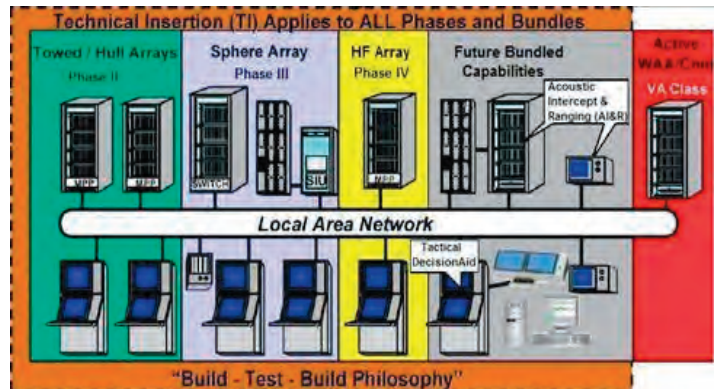 Technical Insertion (TI) Applies to ALL Phases and Bundles
Towed / Hull Arrays
Phase II
Sphere Array
Phase III
HF Array
Phase IV
Future Bundled
Capabilities
Active
WAA/Conf
VA Class
Acoustic
Intercept &
Ranging (AI&R)
MPP
MPP
SWITCH
SIU
MPP
Local Area Network
Tactical
DecisionAid
"Build - Test - Build Philosophy"